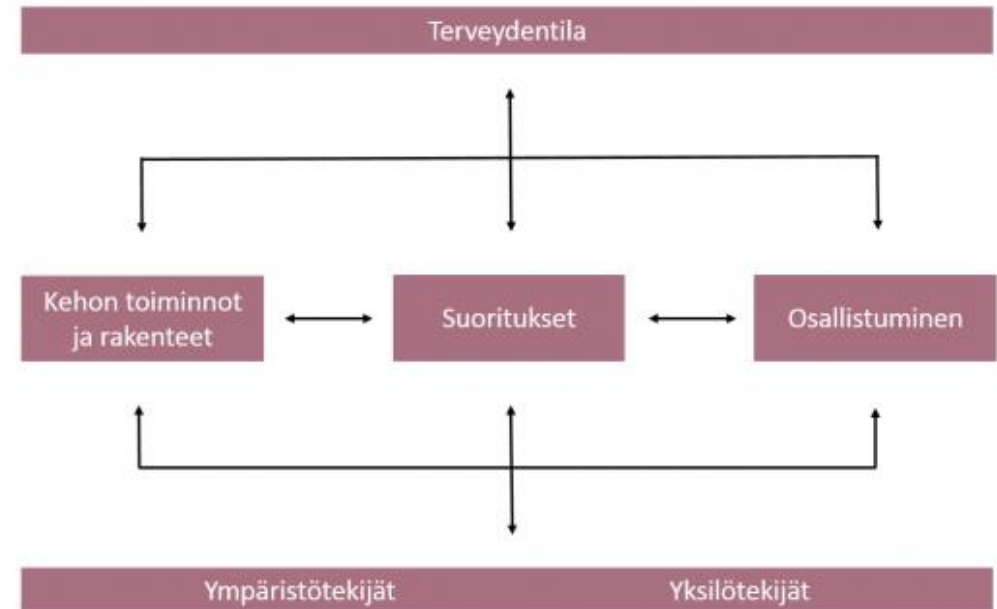 Terveydentila
Kehon toiminnot
ja rakenteet
Suoritukset
Osallistuminen
Ympäristötekijät
Yksilötekijät